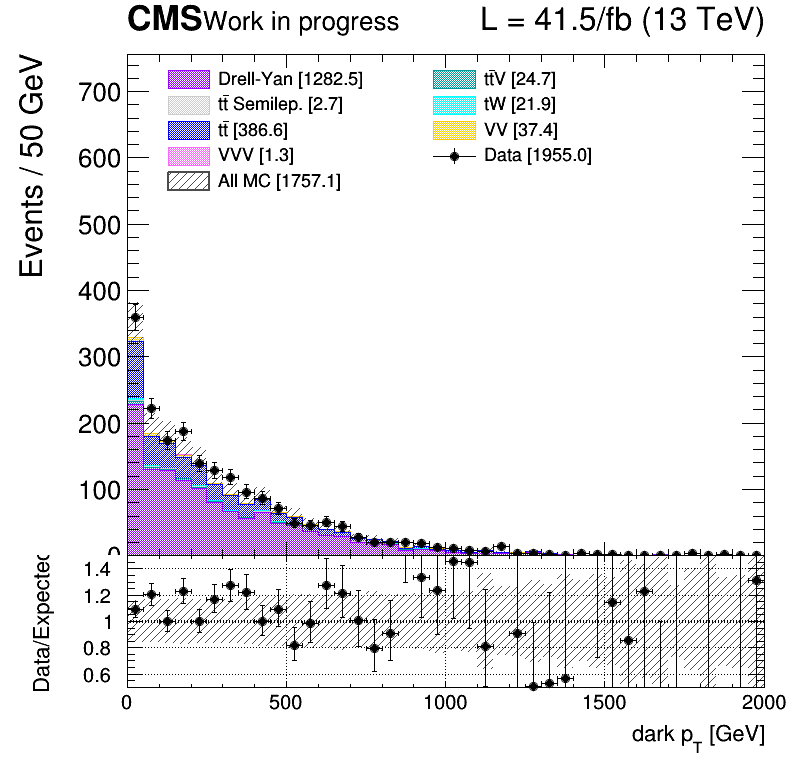 CMS Work in progress L = 41.5/fb (13 TeV)
Events / 50 GeV
700
600
500
400
300
200
100
0
Drell-Yan [1282.5]
tt̄ Semilep. [2.7]
tt̄ [386.6]
VVV [1.3]
All MC [1757.1]
tt̄V [24.7]
tW [21.9]
VV [37.4]
Data [1955.0]
Data/Expected
1.4
1.2
1
0.8
0.6
0 500 1000 1500 2000
dark p_T [GeV]